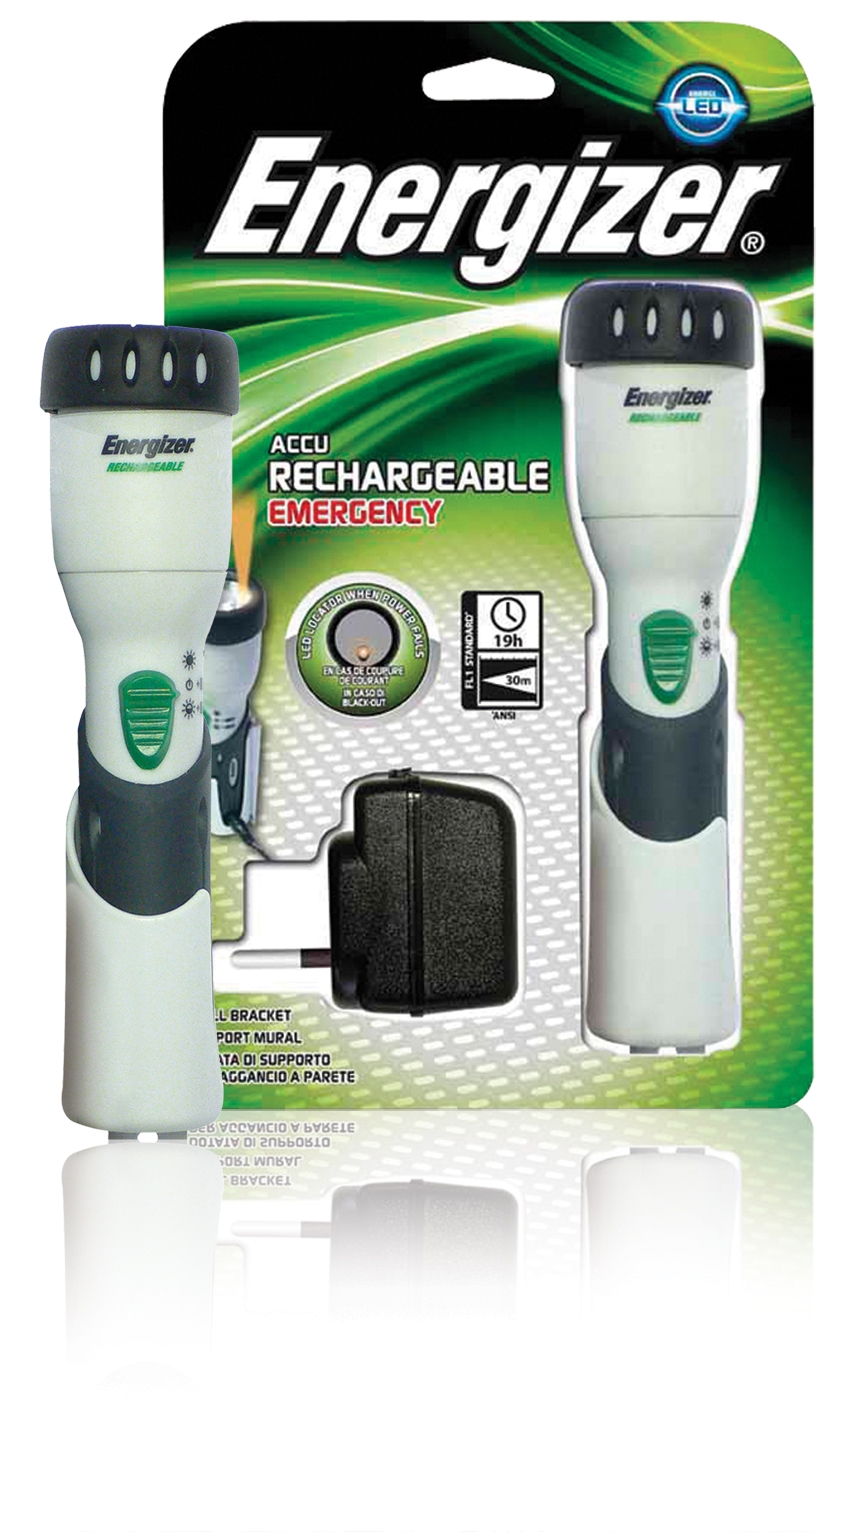 ENERGI
LED
Energizer®
Energizer
RECHARGEABLE
Energizer
RECHARGEABLE
ACCU
RECHARGEABLE
EMERGENCY
LED LOCATOR WHEN POWER FAILS
EN CAS DE COUPURE
DE COURANT
IN CASO DI
BLACK-OUT
FL1 STANDARD*
19h
30m
*ANSI
LL BRACKET
PORT MURAL
ATA DI SUPPORTO
AGGANCIO A PARETE